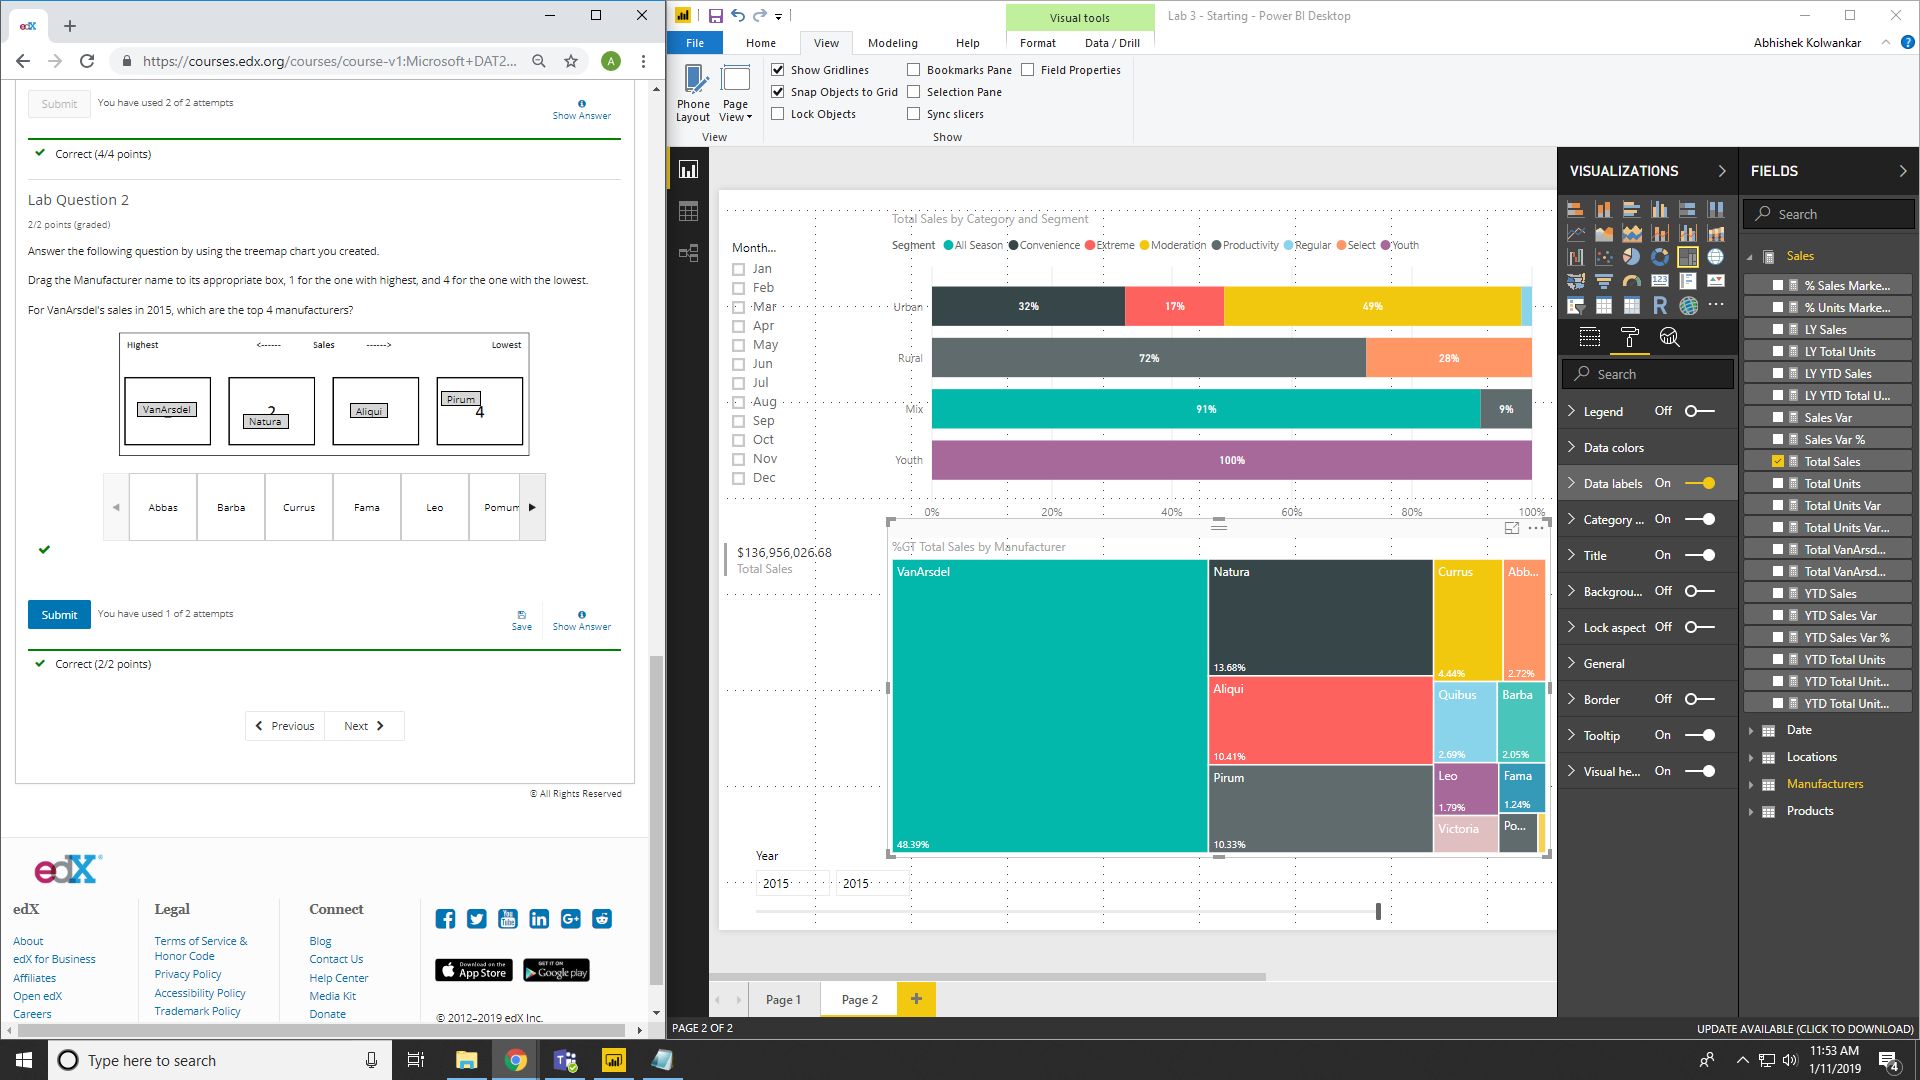 edX
https://courses.edx.org/courses/course-v1:Microsoft+DAT2...
A
Submit
You have used 2 of 2 attempts
Show Answer
Correct (4/4 points)
Lab Question 2
2/2 points (graded)
Answer the following question by using the treemap chart you created.
Drag the Manufacturer name to its appropriate box, 1 for the one with highest, and 4 for the one with the lowest.
For VanArsdel's sales in 2015, which are the top 4 manufacturers?
Highest <------ Sales ------> Lowest
VanArsdel
2
Natura
Aliqui
Pirum
4
Abbas Barba Currus Fama Leo Pomum
Submit
You have used 1 of 2 attempts
Save
Show Answer
Correct (2/2 points)
Previous
Next
© All Rights Reserved
edX
edX
About
edX for Business
Affiliates
Open edX
Careers
Legal
Terms of Service &
Honor Code
Privacy Policy
Accessibility Policy
Trademark Policy
Connect
Blog
Contact Us
Help Center
Media Kit
Donate
Download on the
App Store
GET IT ON
Google play
© 2012–2019 edX Inc.
Visual tools
Lab 3 - Starting - Power BI Desktop
File Home View Modeling Help Format Data / Drill
Abhishek Kolwankar
Phone
Layout
Page
View
View
Show Gridlines
Snap Objects to Grid
Lock Objects
Bookmarks Pane
Selection Pane
Sync slicers
Field Properties
Show
Month...
Jan
Feb
Mar
Apr
May
Jun
Jul
Aug
Sep
Oct
Nov
Dec
Total Sales by Category and Segment
Segment All Season Convenience Extreme Moderation Productivity Regular Select Youth
Urban 32% 17% 49%
Rural 72% 28%
Mix 91% 9%
Youth 100%
0% 20% 40% 60% 80% 100%
$136,956,026.68
Total Sales
%GT Total Sales by Manufacturer
VanArsdel
48.39%
Natura
13.68%
Aliqui
10.41%
Pirum
10.33%
Currus
4.44%
Abb...
2.72%
Quibus
2.69%
Barba
2.05%
Leo
1.79%
Fama
1.24%
Victoria
Po...
Year
2015 2015
Page 1
Page 2
PAGE 2 OF 2
UPDATE AVAILABLE (CLICK TO DOWNLOAD)
VISUALIZATIONS
R
Search
Legend Off
Data colors
Data labels On
Category ... On
Title On
Backgrou... Off
Lock aspect Off
General
Border Off
Tooltip On
Visual he... On
FIELDS
Search
Sales
% Sales Marke...
% Units Marke...
LY Sales
LY Total Units
LY YTD Sales
LY YTD Total U...
Sales Var
Sales Var %
Total Sales
Total Units
Total Units Var
Total Units Var...
Total VanArsd...
Total VanArsd...
YTD Sales
YTD Sales Var
YTD Sales Var %
YTD Total Units
YTD Total Unit...
YTD Total Unit...
Date
Locations
Manufacturers
Products
Type here to search
11:53 AM
1/11/2019
4